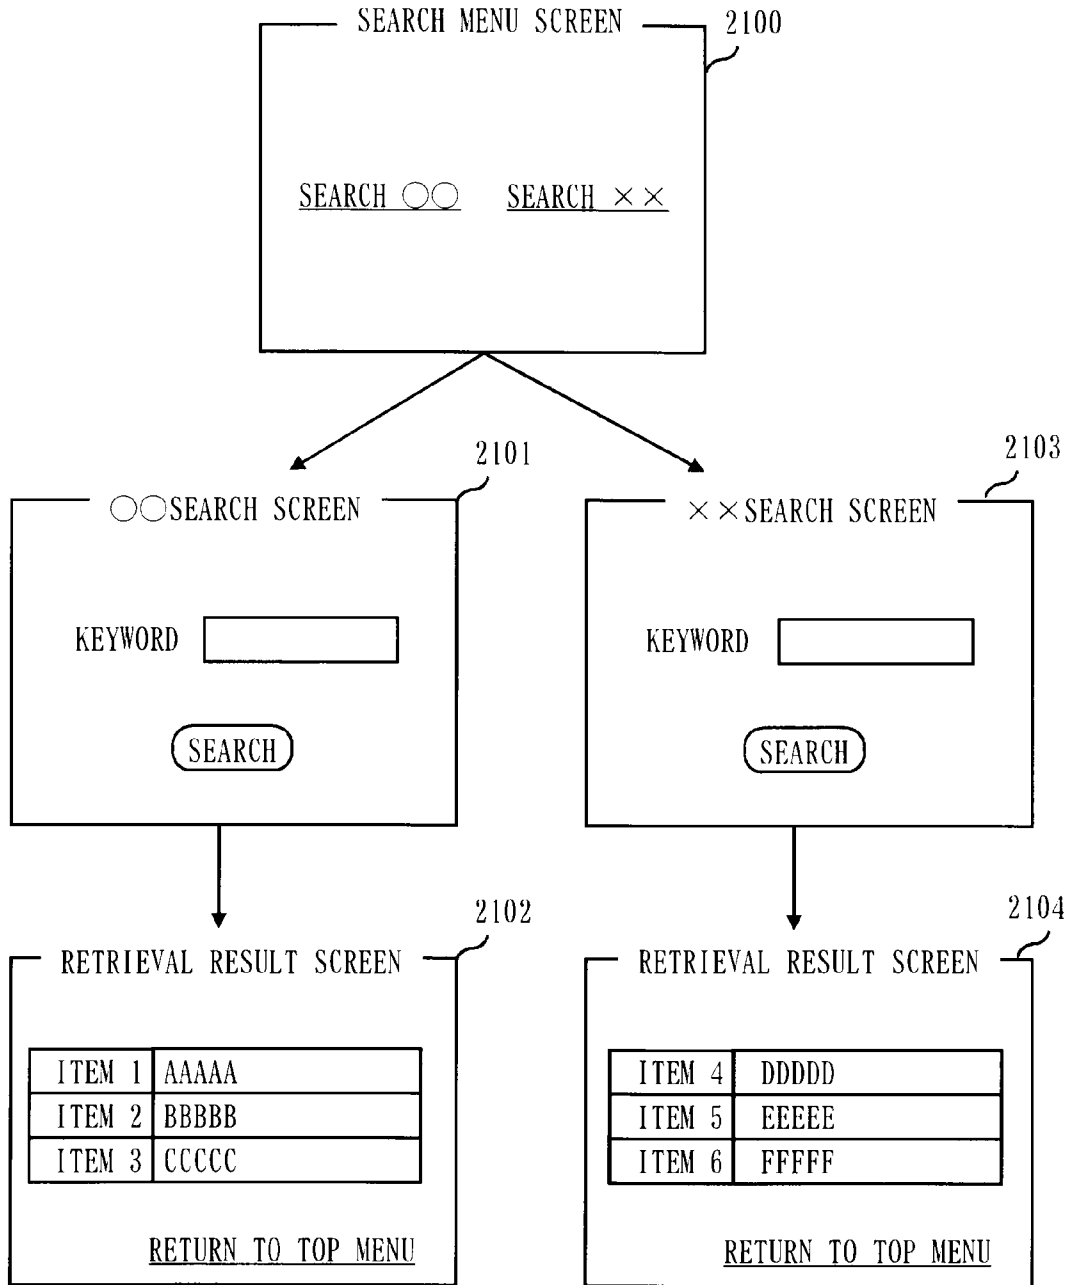 SEARCH MENU SCREEN
2100
SEARCH ○○ SEARCH ××
2101
○○SEARCH SCREEN
KEYWORD
SEARCH
2103
××SEARCH SCREEN
KEYWORD
SEARCH
2102
RETRIEVAL RESULT SCREEN
ITEM 1 AAAAA
ITEM 2 BBBBB
ITEM 3 CCCCC
RETURN TO TOP MENU
2104
RETRIEVAL RESULT SCREEN
ITEM 4 DDDDD
ITEM 5 EEEEE
ITEM 6 FFFFF
RETURN TO TOP MENU